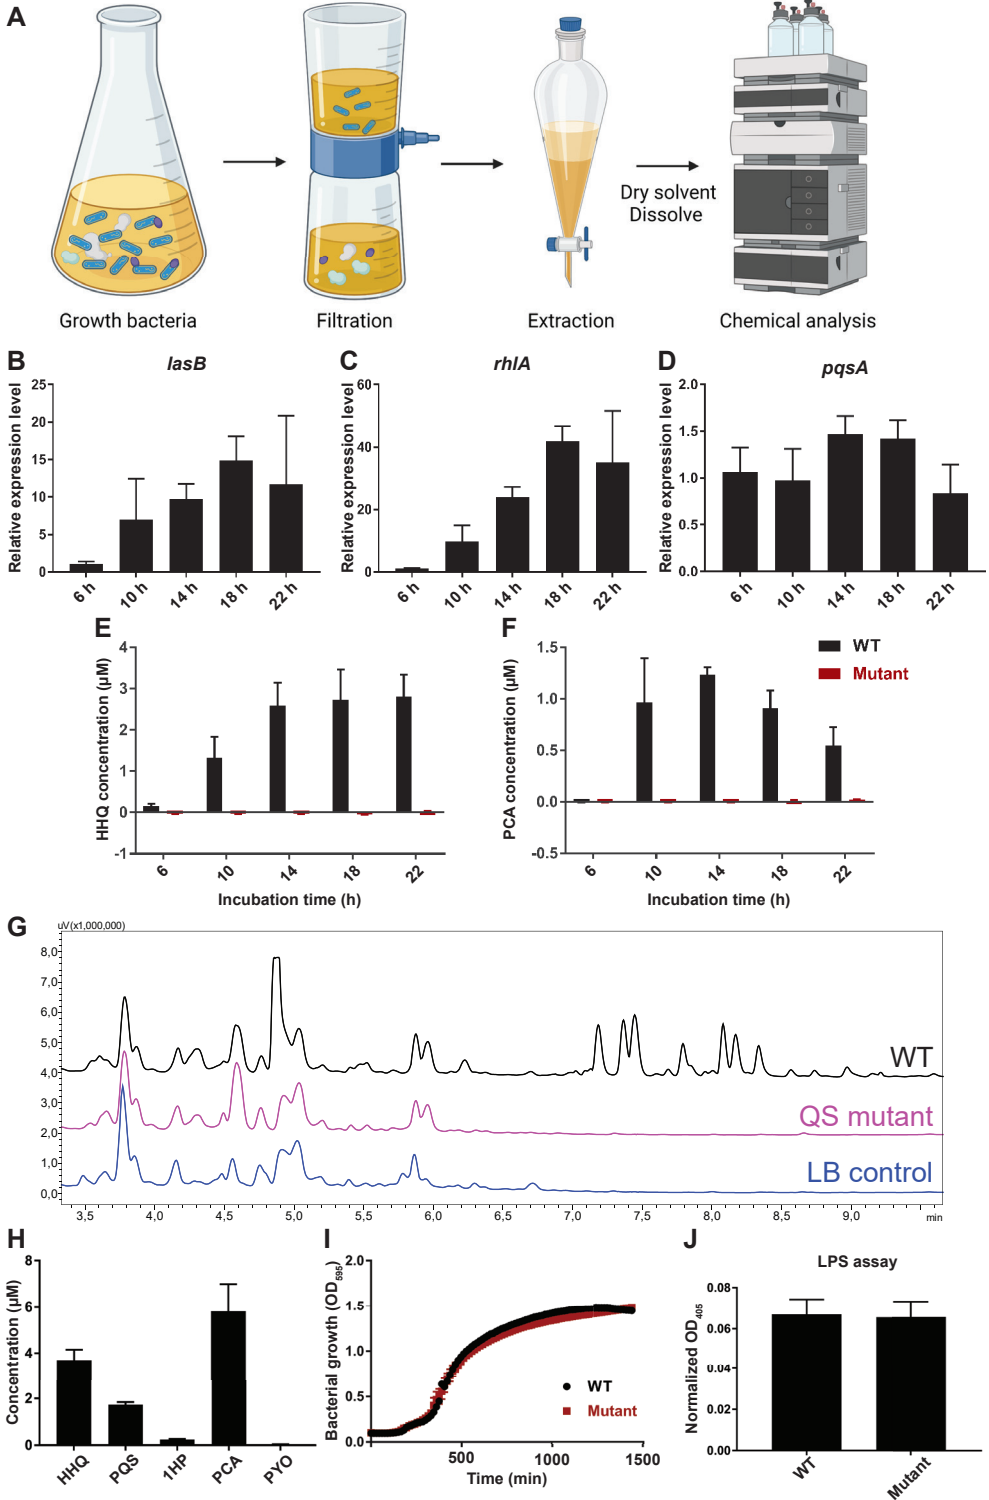 A
Growth bacteria
Filtration
Extraction
Dry solvent
Dissolve
Chemical analysis
B
lasB
Relative expression level
25
20
15
10
5
0
6 h
10 h
14 h
18 h
22 h
C
rhlA
Relative expression level
60
40
20
0
6 h
10 h
14 h
18 h
22 h
D
pqsA
Relative expression level
2.0
1.5
1.0
0.5
0.0
6 h
10 h
14 h
18 h
22 h
E
HHQ concentration (µM)
4
3
2
1
0
-1
6
10
14
18
22
Incubation time (h)
F
PCA concentration (µM)
1.5
1.0
0.5
0.0
-0.5
6
10
14
18
22
Incubation time (h)
WT
Mutant
G
uV(x1,000,000)
8,0
7,0
6,0
5,0
4,0
3,0
2,0
1,0
0,0
WT
QS mutant
LB control
3,5
4,0
4,5
5,0
5,5
6,0
6,5
7,0
7,5
8,0
8,5
9,0
min
H
Concentration (µM)
8
6
4
2
0
HHQ
PQS
1HP
PCA
PYO
I
Bacterial growth (OD595)
2.0
1.5
1.0
0.5
0.0
500
1000
1500
Time (min)
WT
Mutant
J
LPS assay
Normalized OD405
0.08
0.06
0.04
0.02
0.00
WT
Mutant